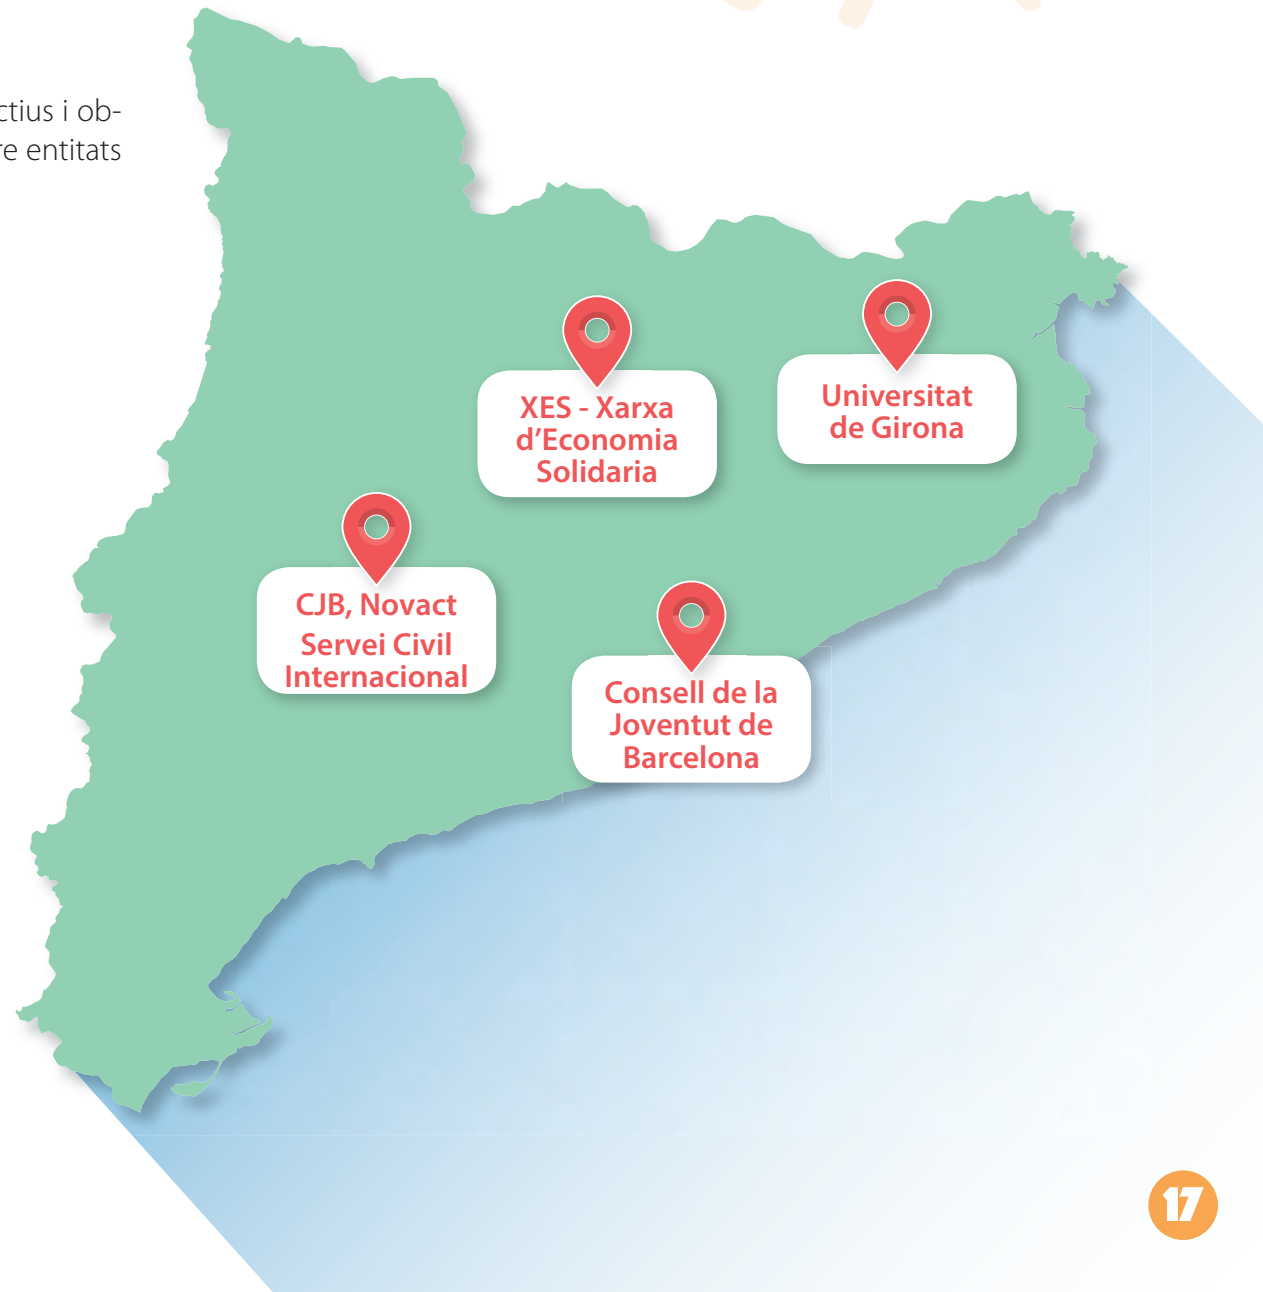 ctius i ob-
re entitats
XES - Xarxa
d’Economia
Solidaria
Universitat
de Girona
CJB, Novact
Servei Civil
Internacional
Consell de la
Joventut de
Barcelona
17